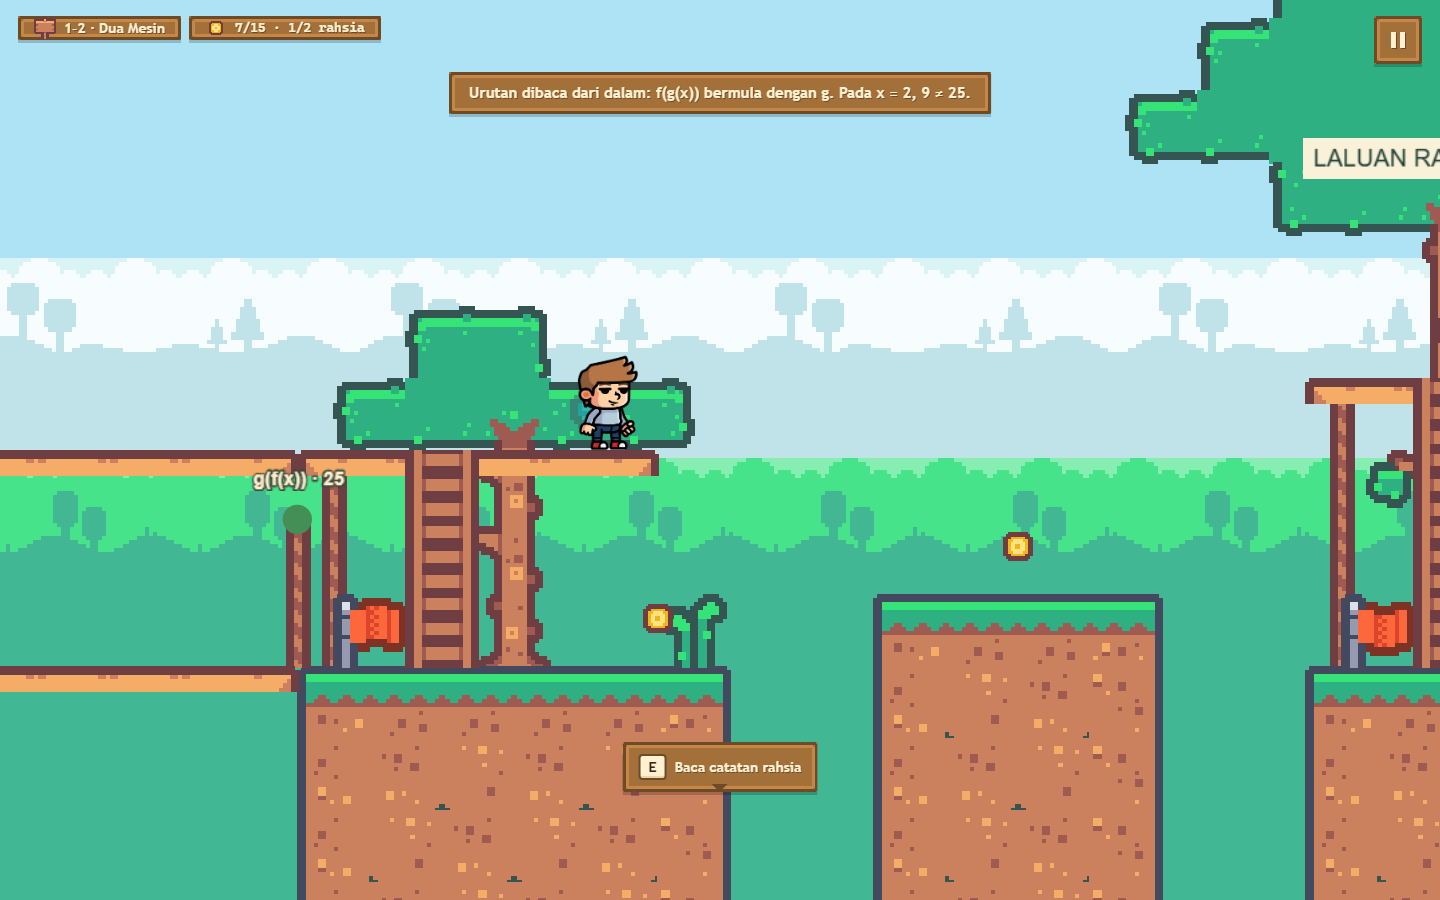 1-2 · Dua Mesin
7/15 · 1/2 rahsia
Urutan dibaca dari dalam: f(g(x)) bermula dengan g. Pada x = 2, 9 ≠ 25.
LALUAN RA
g(f(x)) · 25
E Baca catatan rahsia